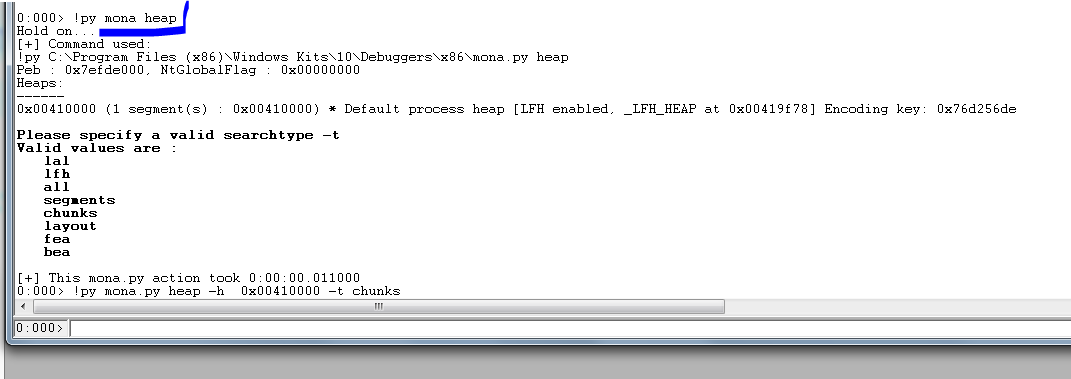 0:000> !py mona heap
Hold on...
[+] Command used:
!py C:\Program Files (x86)\Windows Kits\10\Debuggers\x86\mona.py heap
Peb : 0x7efde000, NtGlobalFlag : 0x00000000
Heaps:
------
0x00410000 (1 segment(s) : 0x00410000) * Default process heap [LFH enabled, _LFH_HEAP at 0x00419f78] Encoding key: 0x76d256de
Please specify a valid searchtype -t
Valid values are :
lal
lfh
all
segments
chunks
layout
fea
bea
[+] This mona.py action took 0:00:00.011000
0:000> !py mona.py heap -h  0x00410000 -t chunks
0:000>